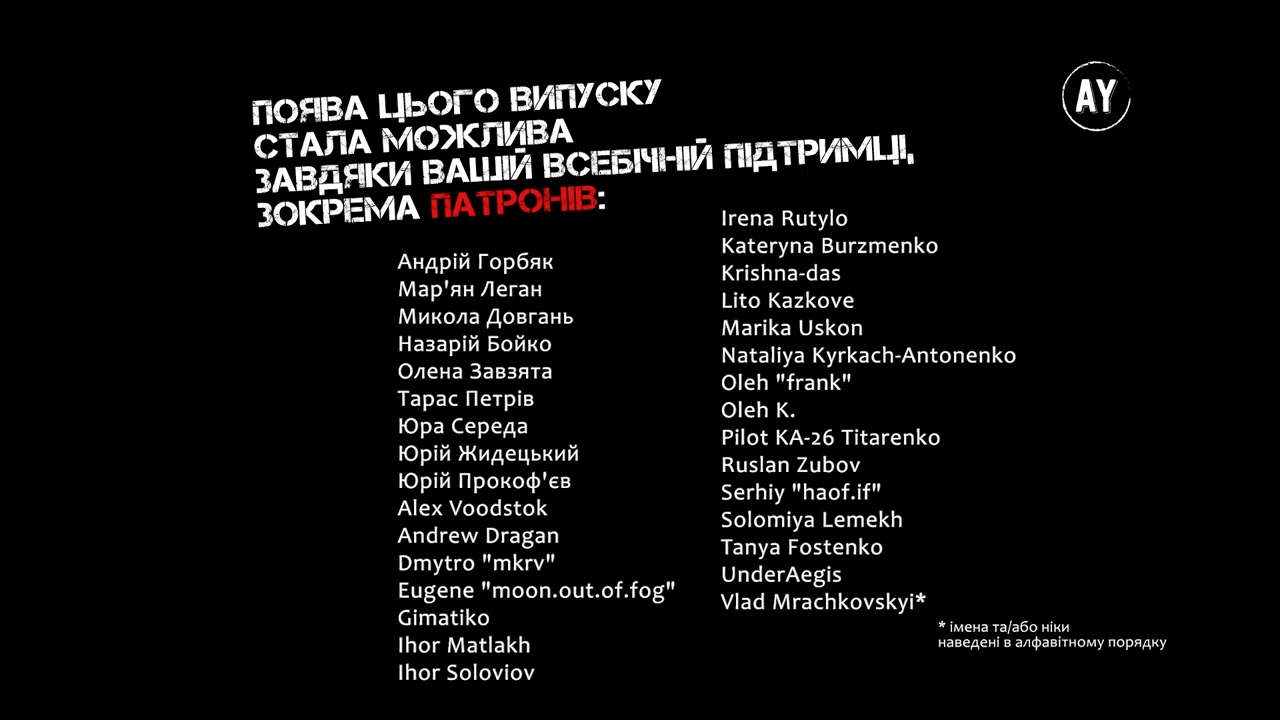 ПОЯВА ЦЬОГО ВИПУСКУ
СТАЛА МОЖЛИВА
ЗАВДЯКИ ВАШІЙ ВСЕБІЧНІЙ ПІДТРИМЦІ,
ЗОКРЕМА ПАТРОНІВ:
AY
Андрій Горбяк
Мар'ян Леган
Микола Довгань
Назарій Бойко
Олена Завзята
Тарас Петрів
Юра Середа
Юрій Жидецький
Юрій Прокоф'єв
Alex Voodstok
Andrew Dragan
Dmytro "mkrv"
Eugene "moon.out.of.fog"
Gimatiko
Ihor Matlakh
Ihor Soloviov
Irena Rutylo
Kateryna Burzmenko
Krishna-das
Lito Kazkove
Marika Uskon
Nataliya Kyrkach-Antonenko
Oleh "frank"
Oleh K.
Pilot KA-26 Titarenko
Ruslan Zubov
Serhiy "haof.if"
Solomiya Lemekh
Tanya Fostenko
UnderAegis
Vlad Mrachkovskyi*
* імена та/або ніки
наведені в алфавітному порядку